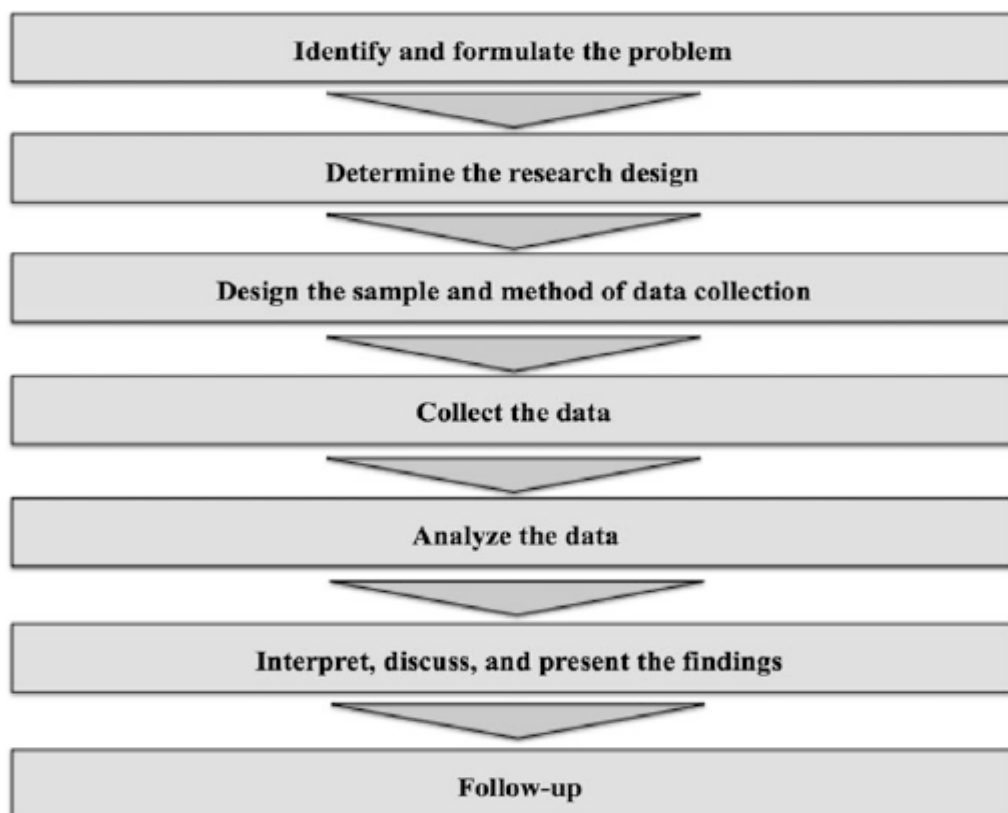 Identify and formulate the problem
Determine the research design
Design the sample and method of data collection
Collect the data
Analyze the data
Interpret, discuss, and present the findings
Follow-up